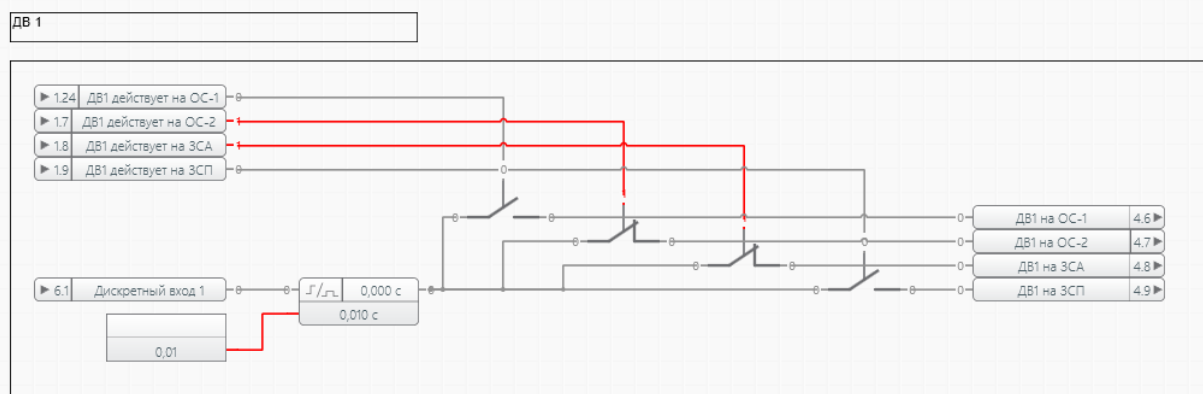 ДВ 1
1.24 ДВ1 действует на ОС-1 0
1.7 ДВ1 действует на ОС-2 1
1.8 ДВ1 действует на ЗСА 1
1.9 ДВ1 действует на ЗСП 0
0
0 0 0 ДВ1 на ОС-1 4.6
0 0 0 ДВ1 на ОС-2 4.7
0 0 0 ДВ1 на ЗСА 4.8
0
6.1 Дискретный вход 1 0 0 0,000 с 0 0 0 0 ДВ1 на ЗСП 4.9
0,010 с
0,01